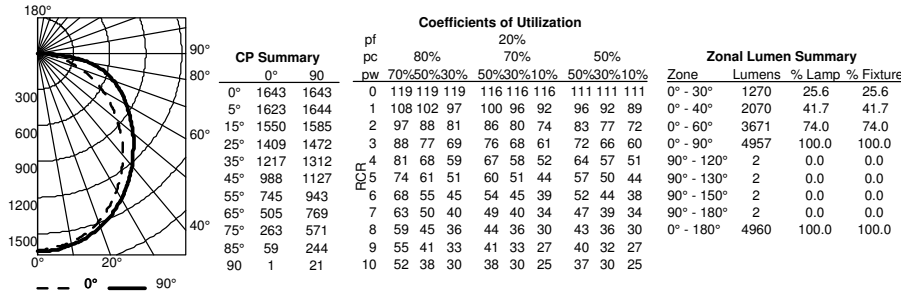 180°
90°
80°
60°
40°
20°
0°
300
600
900
1200
1500
0° 90°
CP Summary
0° 90
0° 1643 1643
5° 1623 1644
15° 1550 1585
25° 1409 1472
35° 1217 1312
45° 988 1127
55° 745 943
65° 505 769
75° 263 571
85° 59 244
90 1 21
Coefficients of Utilization
pf 20%
pc 80% 70% 50%
pw 70%50%30% 50%30%10% 50%30%10%
RCR
0 119 119 119 116 116 116 111 111 111
1 108 102 97 100 96 92 96 92 89
2 97 88 81 86 80 74 83 77 72
3 88 77 69 76 68 61 72 66 60
4 81 68 59 67 58 52 64 57 51
5 74 61 51 60 51 44 57 50 44
6 68 55 45 54 45 39 52 44 38
7 63 50 40 49 40 34 47 39 34
8 59 45 36 44 36 30 43 36 30
9 55 41 33 41 33 27 40 32 27
10 52 38 30 38 30 25 37 30 25
Zonal Lumen Summary
Zone Lumens % Lamp % Fixture
0° - 30° 1270 25.6 25.6
0° - 40° 2070 41.7 41.7
0° - 60° 3671 74.0 74.0
0° - 90° 4957 100.0 100.0
90° - 120° 2 0.0 0.0
90° - 130° 2 0.0 0.0
90° - 150° 2 0.0 0.0
90° - 180° 2 0.0 0.0
0° - 180° 4960 100.0 100.0